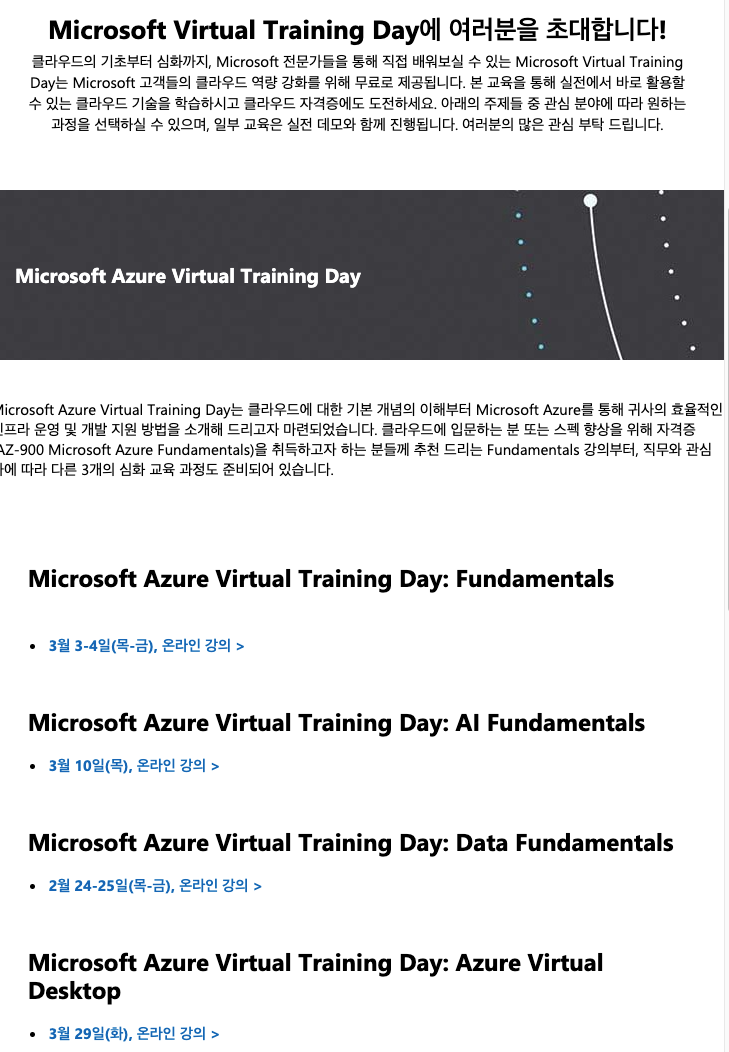 Microsoft Virtual Training Day에 여러분을 초대합니다!
클라우드의 기초부터 심화까지, Microsoft 전문가들을 통해 직접 배워보실 수 있는 Microsoft Virtual Training
Day는 Microsoft 고객들의 클라우드 역량 강화를 위해 무료로 제공됩니다. 본 교육을 통해 실전에서 바로 활용할
수 있는 클라우드 기술을 학습하시고 클라우드 자격증에도 도전하세요. 아래의 주제들 중 관심 분야에 따라 원하는
과정을 선택하실 수 있으며, 일부 교육은 실전 데모와 함께 진행됩니다. 여러분의 많은 관심 부탁 드립니다.
Microsoft Azure Virtual Training Day
Microsoft Azure Virtual Training Day는 클라우드에 대한 기본 개념의 이해부터 Microsoft Azure를 통해 귀사의 효율적인
인프라 운영 및 개발 지원 방법을 소개해 드리고자 마련되었습니다. 클라우드에 입문하는 분 또는 스펙 향상을 위해 자격증
(AZ-900 Microsoft Azure Fundamentals)을 취득하고자 하는 분들께 추천 드리는 Fundamentals 강의부터, 직무와 관심
에 따라 다른 3개의 심화 교육 과정도 준비되어 있습니다.
Microsoft Azure Virtual Training Day: Fundamentals
• 3월 3-4일(목-금), 온라인 강의 >
Microsoft Azure Virtual Training Day: AI Fundamentals
• 3월 10일(목), 온라인 강의 >
Microsoft Azure Virtual Training Day: Data Fundamentals
• 2월 24-25일(목-금), 온라인 강의 >
Microsoft Azure Virtual Training Day: Azure Virtual
Desktop
• 3월 29일(화), 온라인 강의 >